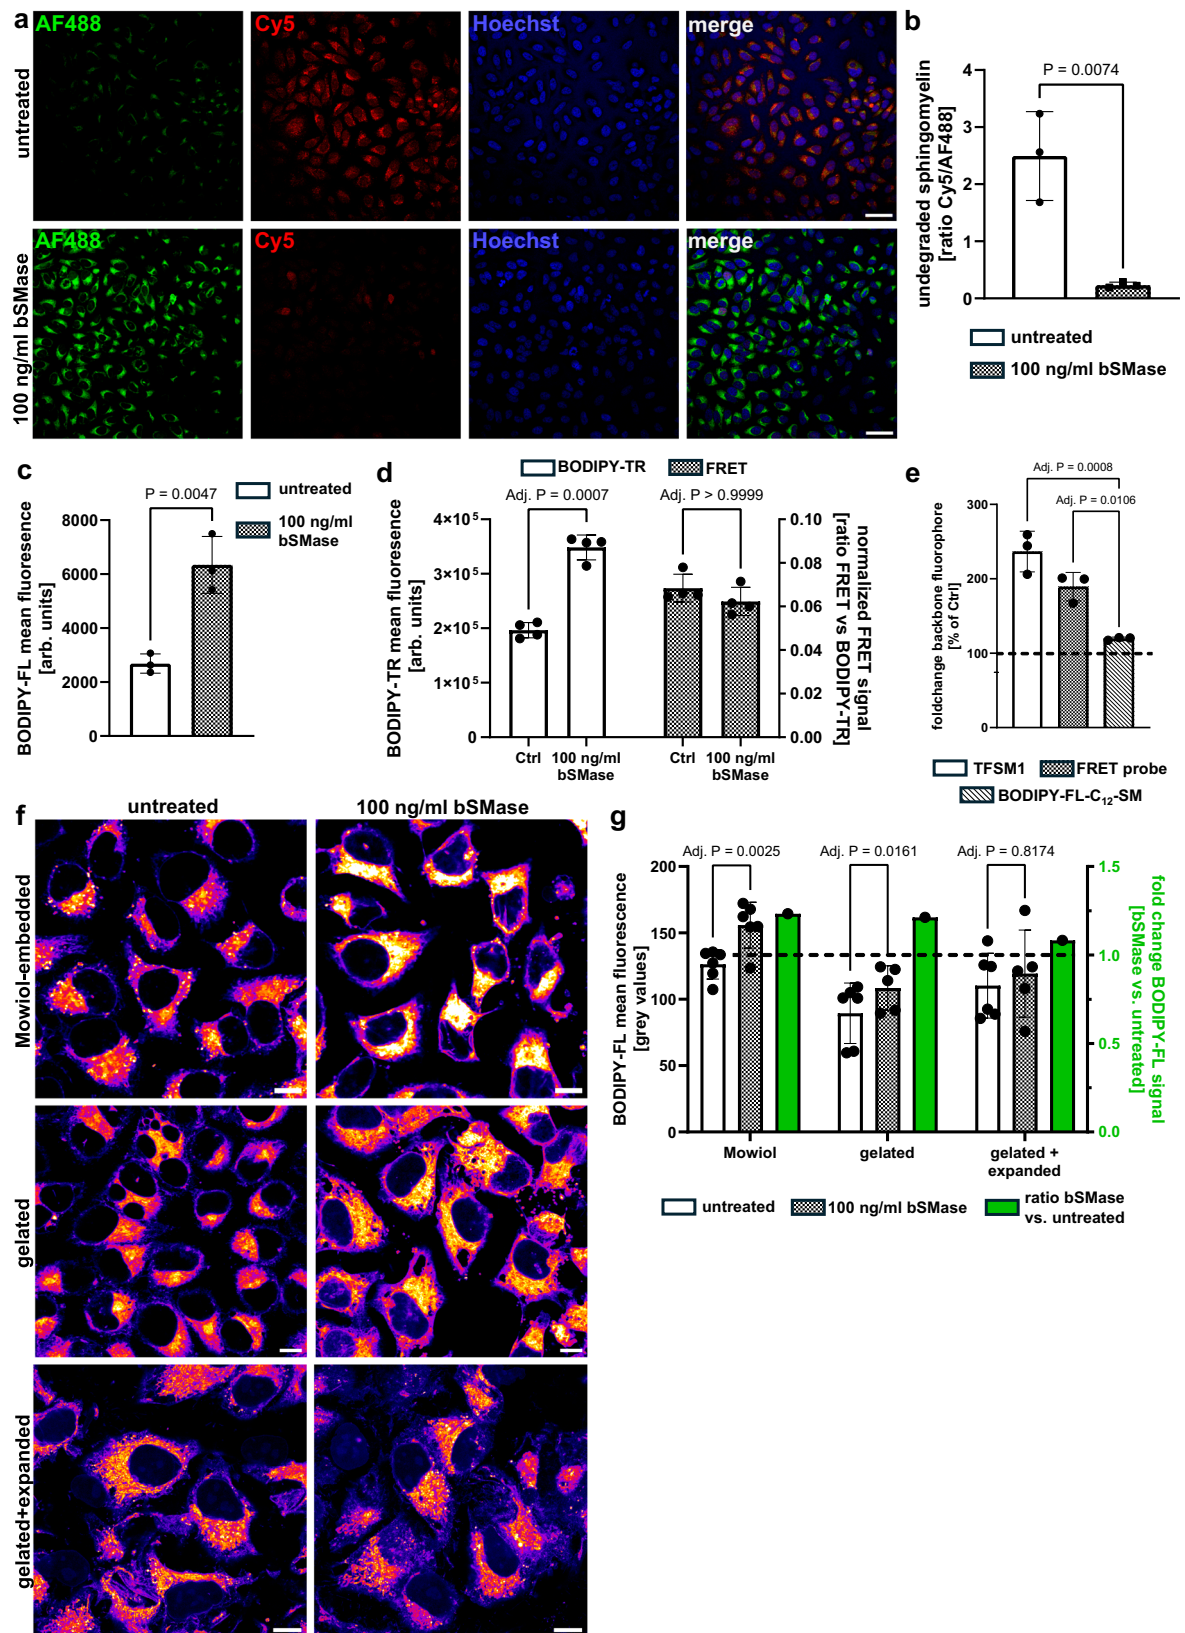 a
AF488
Cy5
Hoechst
merge
untreated
AF488
Cy5
Hoechst
merge
100 ng/ml bSMase
b
P = 0.0074
undegraded sphingomyelin
[ratio Cy5/AF488]
4
3
2
1
0
untreated
100 ng/ml bSMase
c
P = 0.0047
untreated
100 ng/ml
bSMase
BODIPY-FL mean fluoresence
[arb. units]
8000
6000
4000
2000
0
d
BODIPY-TR
FRET
Adj. P = 0.0007
Adj. P > 0.9999
BODIPY-TR mean fluoresence
[arb. units]
4×10⁵
3×10⁵
2×10⁵
1×10⁵
0
0.10
0.08
0.06
0.04
0.02
0.00
normalized FRET signal
[ratio FRET vs BODIPY-TR]
Ctrl
100 ng/ml
bSMase
Ctrl
100 ng/ml
bSMase
e
Adj. P = 0.0008
Adj. P = 0.0106
foldchange backbone fluorophore
[% of Ctrl]
300
200
100
0
TFSM1
FRET probe
BODIPY-FL-C₁₂-SM
f
untreated
100 ng/ml bSMase
Mowiol-embedded
gelated
gelated+expanded
g
Adj. P = 0.0025
Adj. P = 0.0161
Adj. P = 0.8174
BODIPY-FL mean fluorescence
[grey values]
200
150
100
50
0
1.5
1.0
0.5
0.0
fold change BODIPY-FL signal
[bSMase vs. untreated]
Mowiol
gelated
gelated +
expanded
untreated
100 ng/ml bSMase
ratio bSMase
vs. untreated